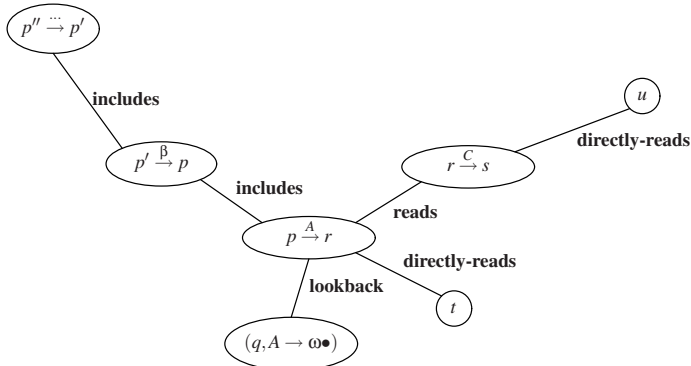 p″ ⟶ p′ ...
u
includes
directly-reads
p′ ⟶ p β
r ⟶ s C
includes
reads
p ⟶ r A
directly-reads
lookback
t
(q, A → ω•)